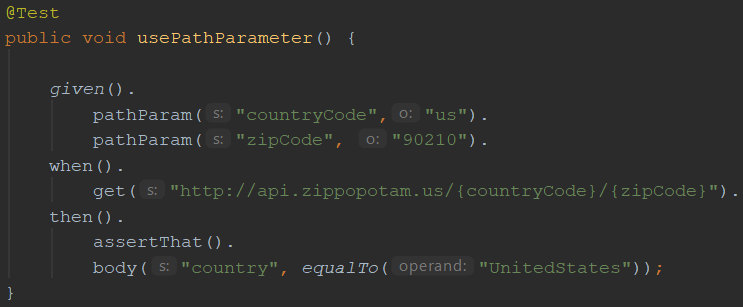 @Test
public void usePathParameter() {
given().
pathParam( s: "countryCode", o: "us").
pathParam( s: "zipCode", o: "90210").
when().
get( s: "http://api.zippopotam.us/{countryCode}/{zipCode}").
then().
assertThat().
body( s: "country", equalTo( operand: "UnitedStates"));
}